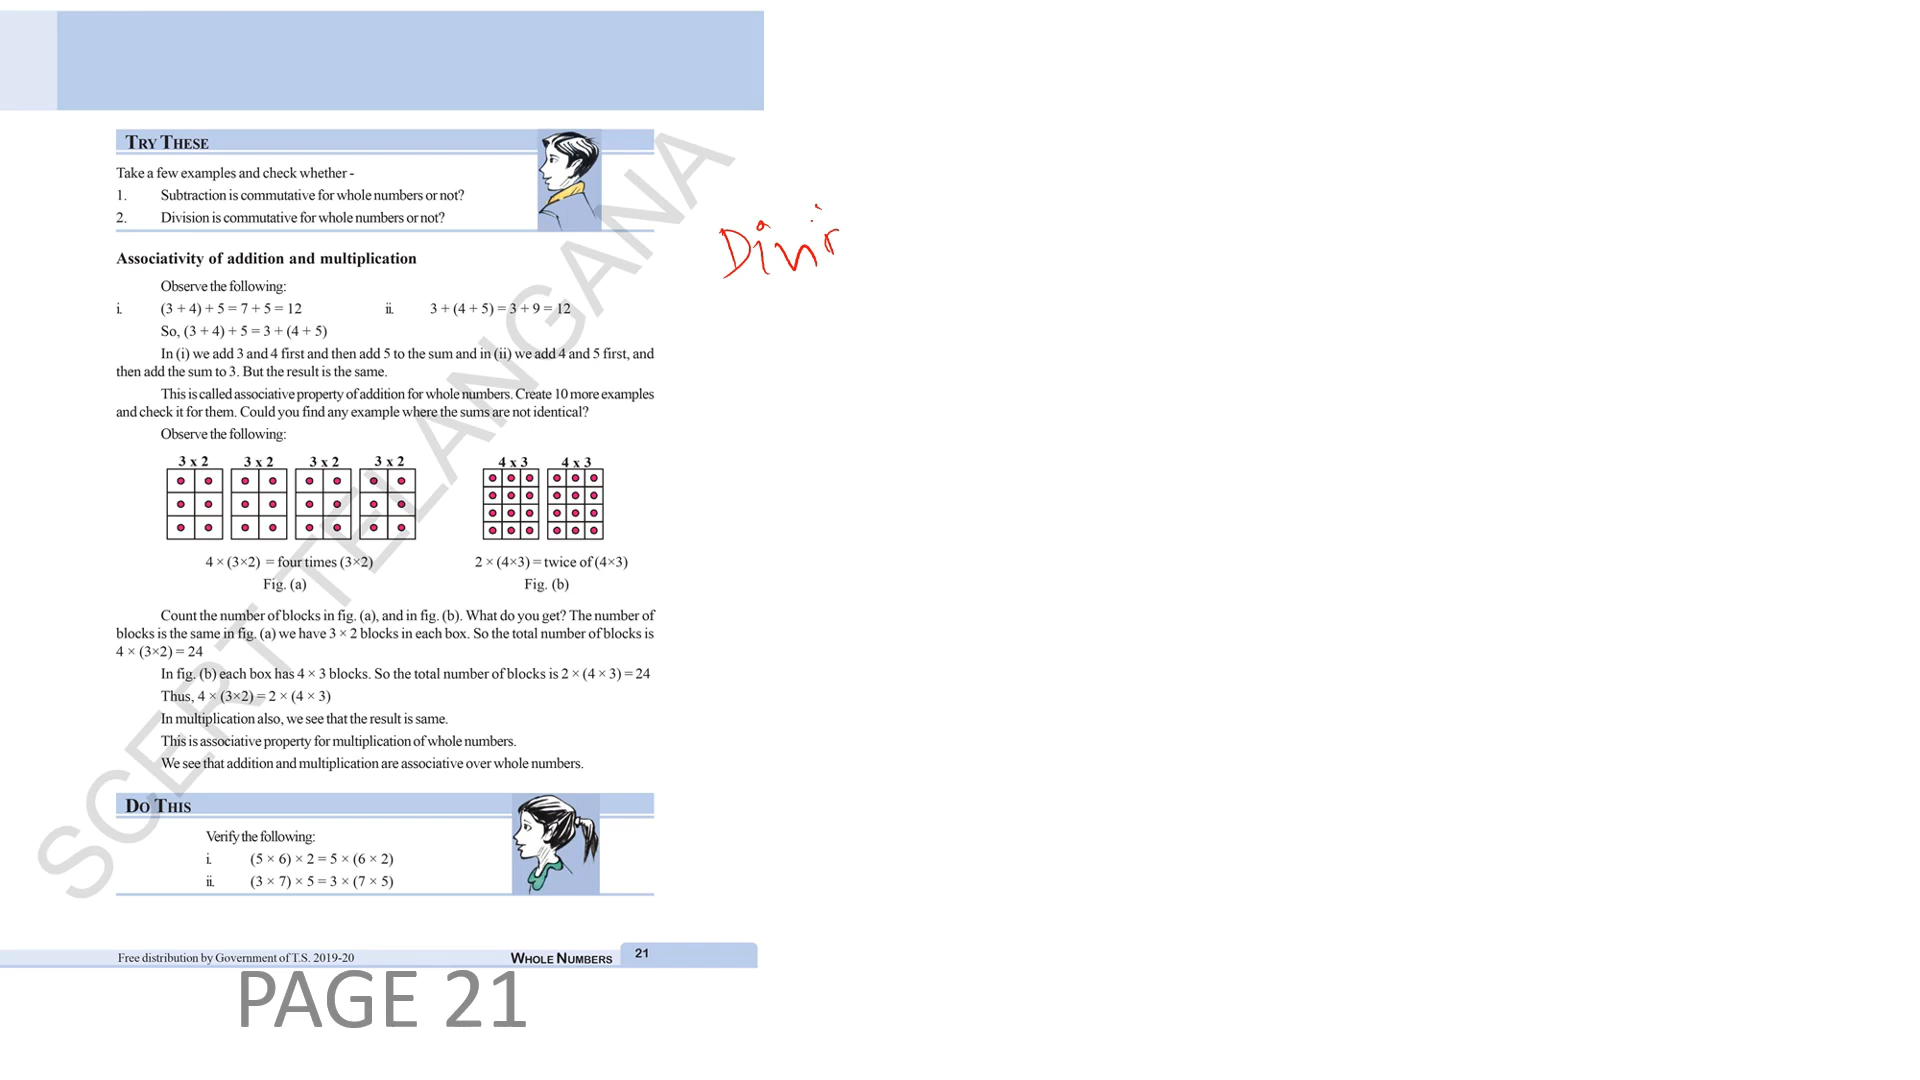 TRY THESE
Take a few examples and check whether -
1. Subtraction is commutative for whole numbers or not?
2. Division is commutative for whole numbers or not?
Associativity of addition and multiplication
Observe the following:
i. (3 + 4) + 5 = 7 + 5 = 12 ii. 3 + (4 + 5) = 3 + 9 = 12
So, (3 + 4) + 5 = 3 + (4 + 5)
In (i) we add 3 and 4 first and then add 5 to the sum and in (ii) we add 4 and 5 first, and
then add the sum to 3. But the result is the same.
This is called associative property of addition for whole numbers. Create 10 more examples
and check it for them. Could you find any example where the sums are not identical?
Observe the following:
3 x 2 3 x 2 3 x 2 3 x 2 4 x 3 4 x 3
4 × (3×2) = four times (3×2) 2 × (4×3) = twice of (4×3)
Fig. (a) Fig. (b)
Count the number of blocks in fig. (a), and in fig. (b). What do you get? The number of
blocks is the same in fig. (a) we have 3 × 2 blocks in each box. So the total number of blocks is
4 × (3×2) = 24
In fig. (b) each box has 4 × 3 blocks. So the total number of blocks is 2 × (4 × 3) = 24
Thus, 4 × (3×2) = 2 × (4 × 3)
In multiplication also, we see that the result is same.
This is associative property for multiplication of whole numbers.
We see that addition and multiplication are associative over whole numbers.
DO THIS
Verify the following:
i. (5 × 6) × 2 = 5 × (6 × 2)
ii. (3 × 7) × 5 = 3 × (7 × 5)
Free distribution by Government of T.S. 2019-20 WHOLE NUMBERS 21
PAGE 21
SCERT TELANGANA